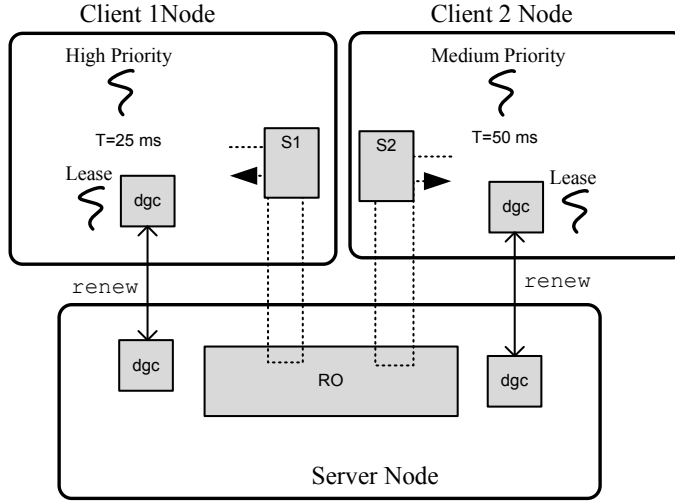 Client 1Node
Client 2 Node
High Priority
Medium Priority
T=25 ms
S1
S2
T=50 ms
Lease
dgc
dgc
Lease
renew
renew
dgc
RO
dgc
Server Node